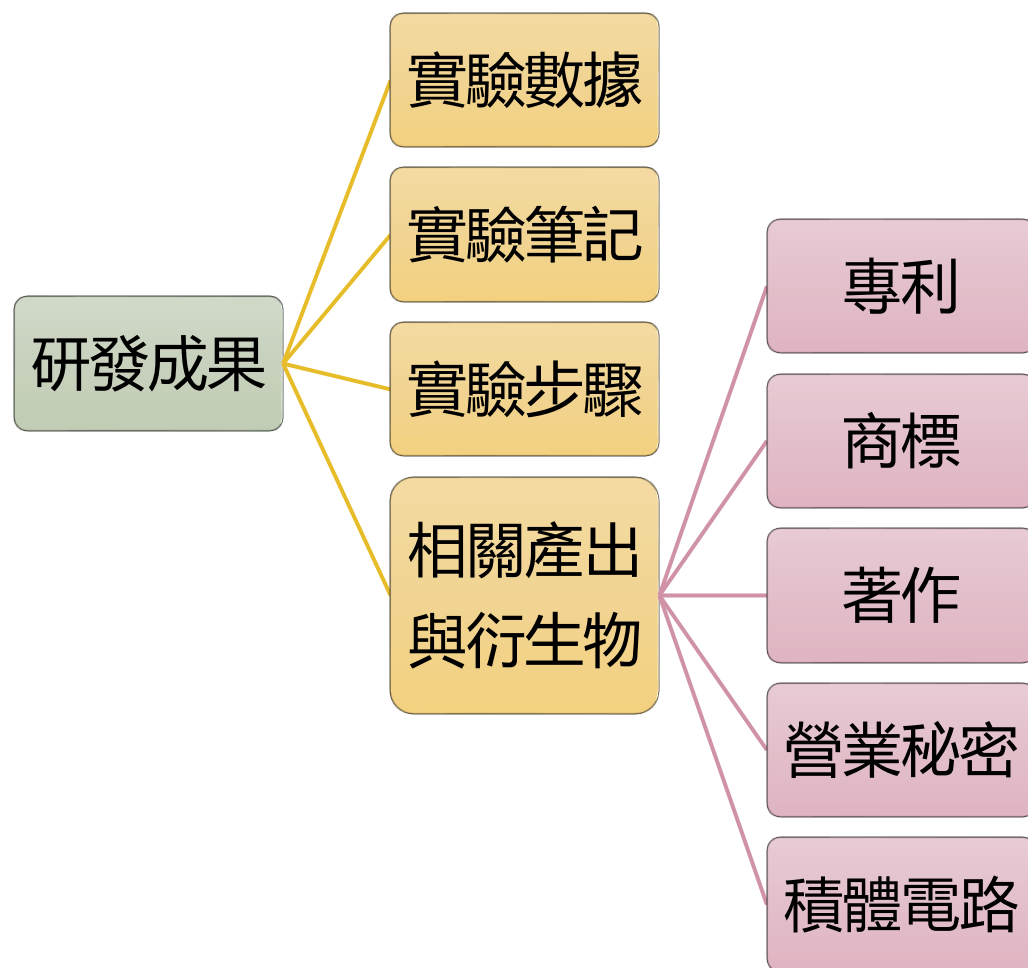 研發成果
實驗數據
實驗筆記
實驗步驟
相關產出
與衍生物
專利
商標
著作
營業秘密
積體電路